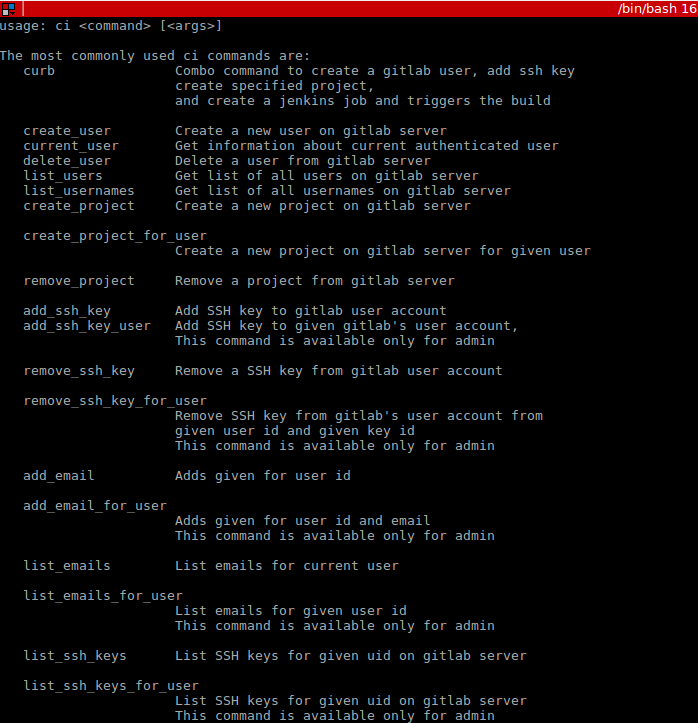 /bin/bash 16
usage: ci <command> [<args>]
The most commonly used ci commands are:
curb Combo command to create a gitlab user, add ssh key
create specified project,
and create a jenkins job and triggers the build
create_user Create a new user on gitlab server
current_user Get information about current authenticated user
delete_user Delete a user from gitlab server
list_users Get list of all users on gitlab server
list_usernames Get list of all usernames on gitlab server
create_project Create a new project on gitlab server
create_project_for_user
Create a new project on gitlab server for given user
remove_project Remove a project from gitlab server
add_ssh_key Add SSH key to gitlab user account
add_ssh_key_user Add SSH key to given gitlab's user account,
This command is available only for admin
remove_ssh_key Remove a SSH key from gitlab user account
remove_ssh_key_for_user
Remove SSH key from gitlab's user account from
given user id and given key id
This command is available only for admin
add_email Adds given for user id
add_email_for_user
Adds given for user id and email
This command is available only for admin
list_emails List emails for current user
list_emails_for_user
List emails for given user id
This command is available only for admin
list_ssh_keys List SSH keys for given uid on gitlab server
list_ssh_keys_for_user
List SSH keys for given uid on gitlab server
This command is available only for admin